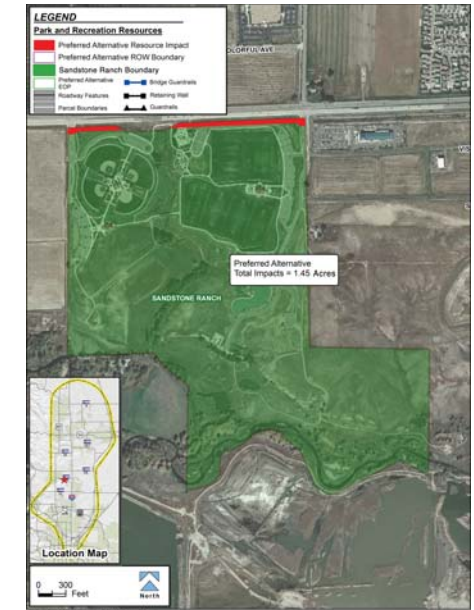 LEGEND
Park and Recreation Resources
Preferred Alternative Resource Impact
Preferred Alternative ROW Boundary
Sandstone Ranch Boundary
Preferred Alternative
EOP
Bridge Guardrails
Roadway Features
Retaining Wall
Parcel Boundaries
Guardrails
OLORFUL AVE
Preferred Alternative
Total Impacts = 1.45 Acres
SANDSTONE RANCH
Location Map
0 300
Feet
North